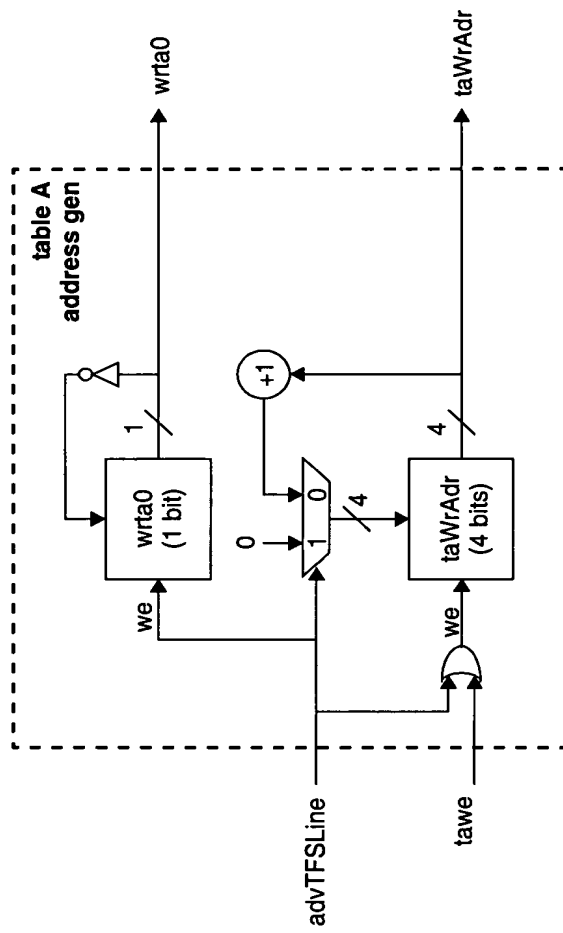 table A
address gen
wrta0
1
wrta0
(1 bit)
we
+1
0
1 0
4
4
taWrAdr
(4 bits)
taWrAdr
we
advTFSLine
tawe